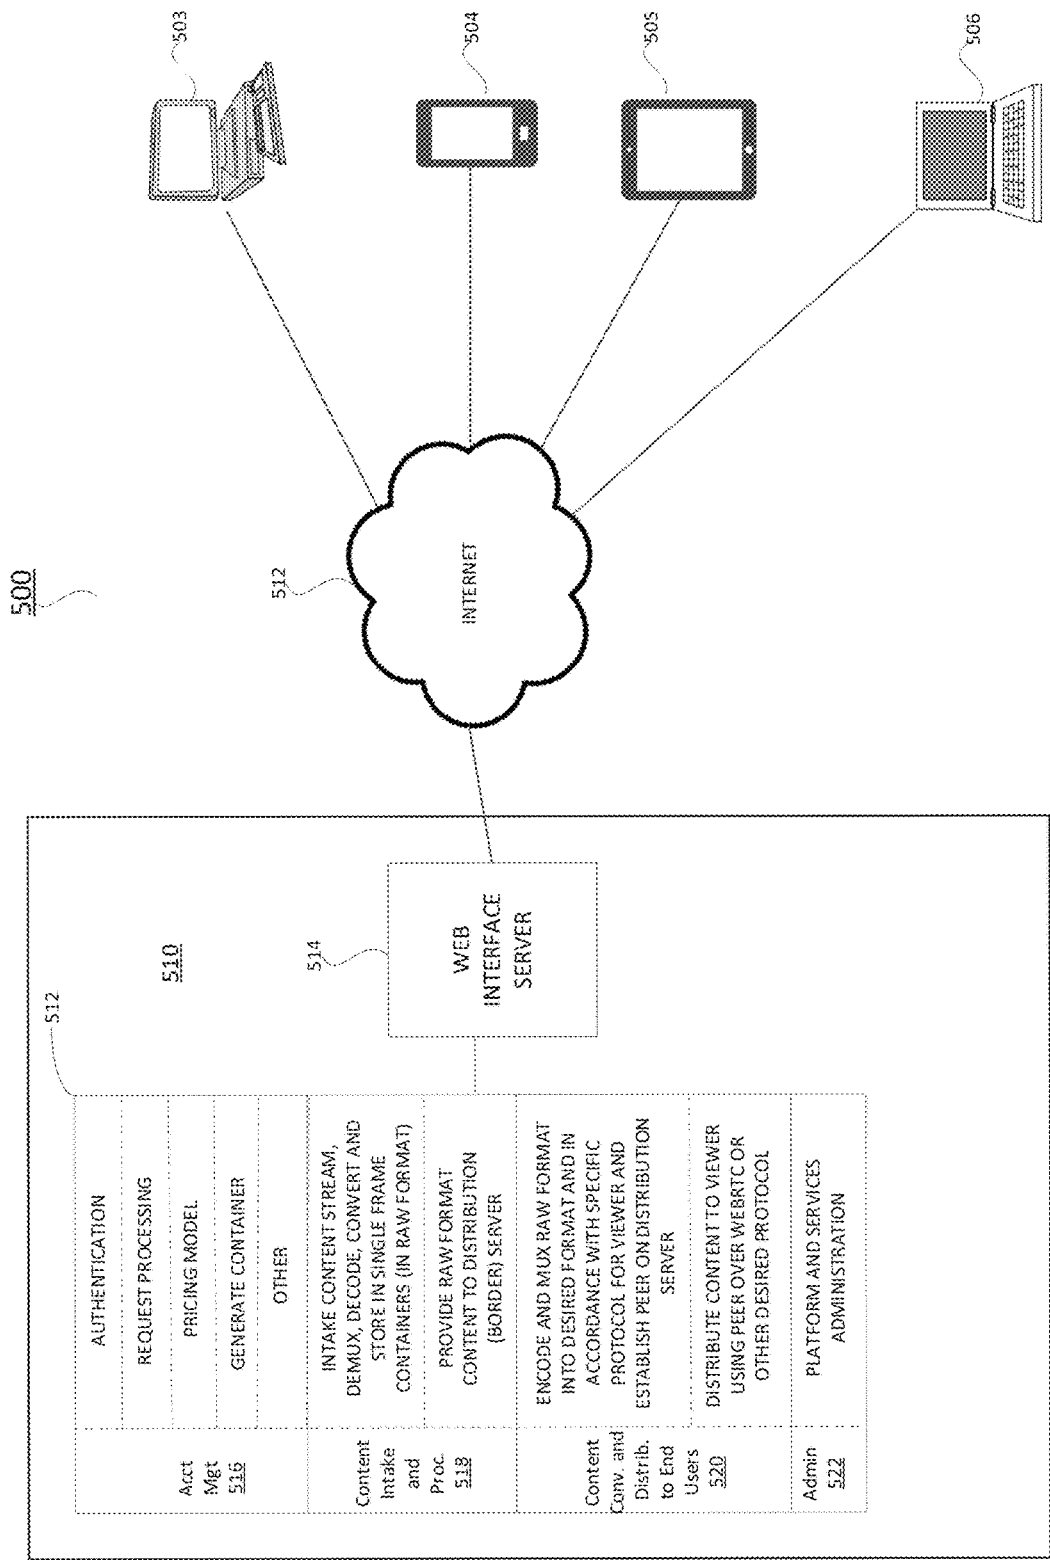 500
503
504
505
506
512
INTERNET
510
512
514
WEB
INTERFACE
SERVER
Acct
Mgt
516
AUTHENTICATION
REQUEST PROCESSING
PRICING MODEL
GENERATE CONTAINER
OTHER
Content
Intake
and
Proc.
518
INTAKE CONTENT STREAM,
DEMUX, DECODE, CONVERT AND
STORE IN SINGLE FRAME
CONTAINERS (IN RAW FORMAT)
PROVIDE RAW FORMAT
CONTENT TO DISTRIBUTION
(BORDER) SERVER
Content
Conv. and
Distrib.
to End
Users
520
ENCODE AND MUX RAW FORMAT
INTO DESIRED FORMAT AND IN
ACCORDANCE WITH SPECIFIC
PROTOCOL FOR VIEWER AND
ESTABLISH PEER ON DISTRIBUTION
SERVER
DISTRIBUTE CONTENT TO VIEWER
USING PEER OVER WEBRTC OR
OTHER DESIRED PROTOCOL
Admin
522
PLATFORM AND SERVICES
ADMINISTRATION